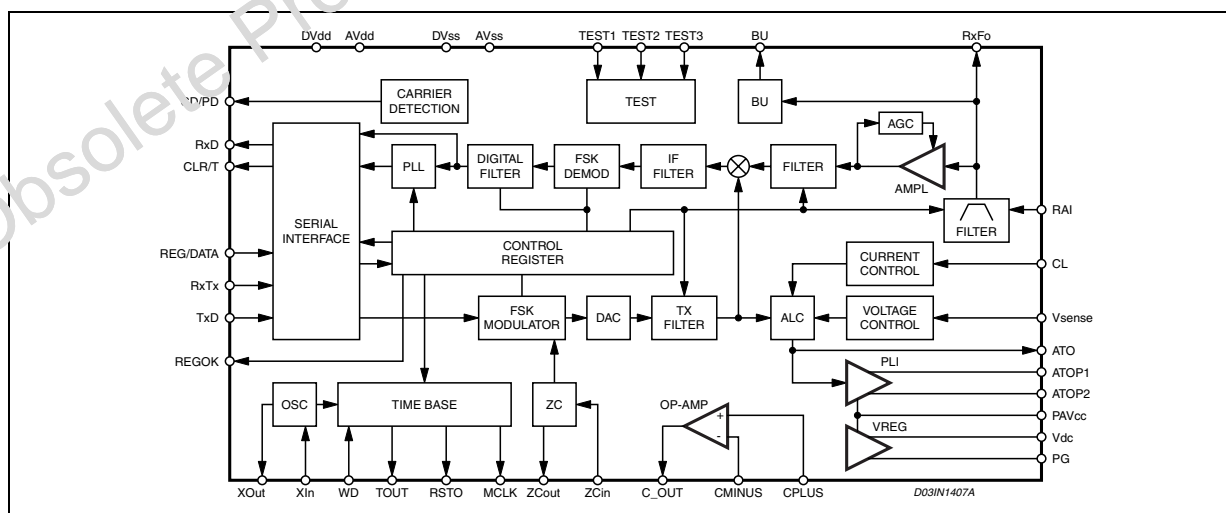 DVdd AVdd DVss AVss TEST1 TEST2 TEST3 BU RxFo
CARRIER
DETECTION
TEST
BU
AGC
RxD
CLR/T
SERIAL
INTERFACE
PLL
DIGITAL
FILTER
FSK
DEMOD
IF
FILTER
FILTER
AMPL
FILTER
RAI
REG/DATA
RxTx
TxD
REGOK
CONTROL
REGISTER
CURRENT
CONTROL
CL
FSK
MODULATOR
DAC
TX
FILTER
ALC
VOLTAGE
CONTROL
Vsense
ATO
PLI
ATOP1
ATOP2
PAVcc
VREG
Vdc
PG
OSC
TIME BASE
ZC
OP-AMP
+
-
XOut XIn WD TOUT RSTO MCLK ZCout ZCin C_OUT CMINUS CPLUS
D03IN1407A
Obsolete